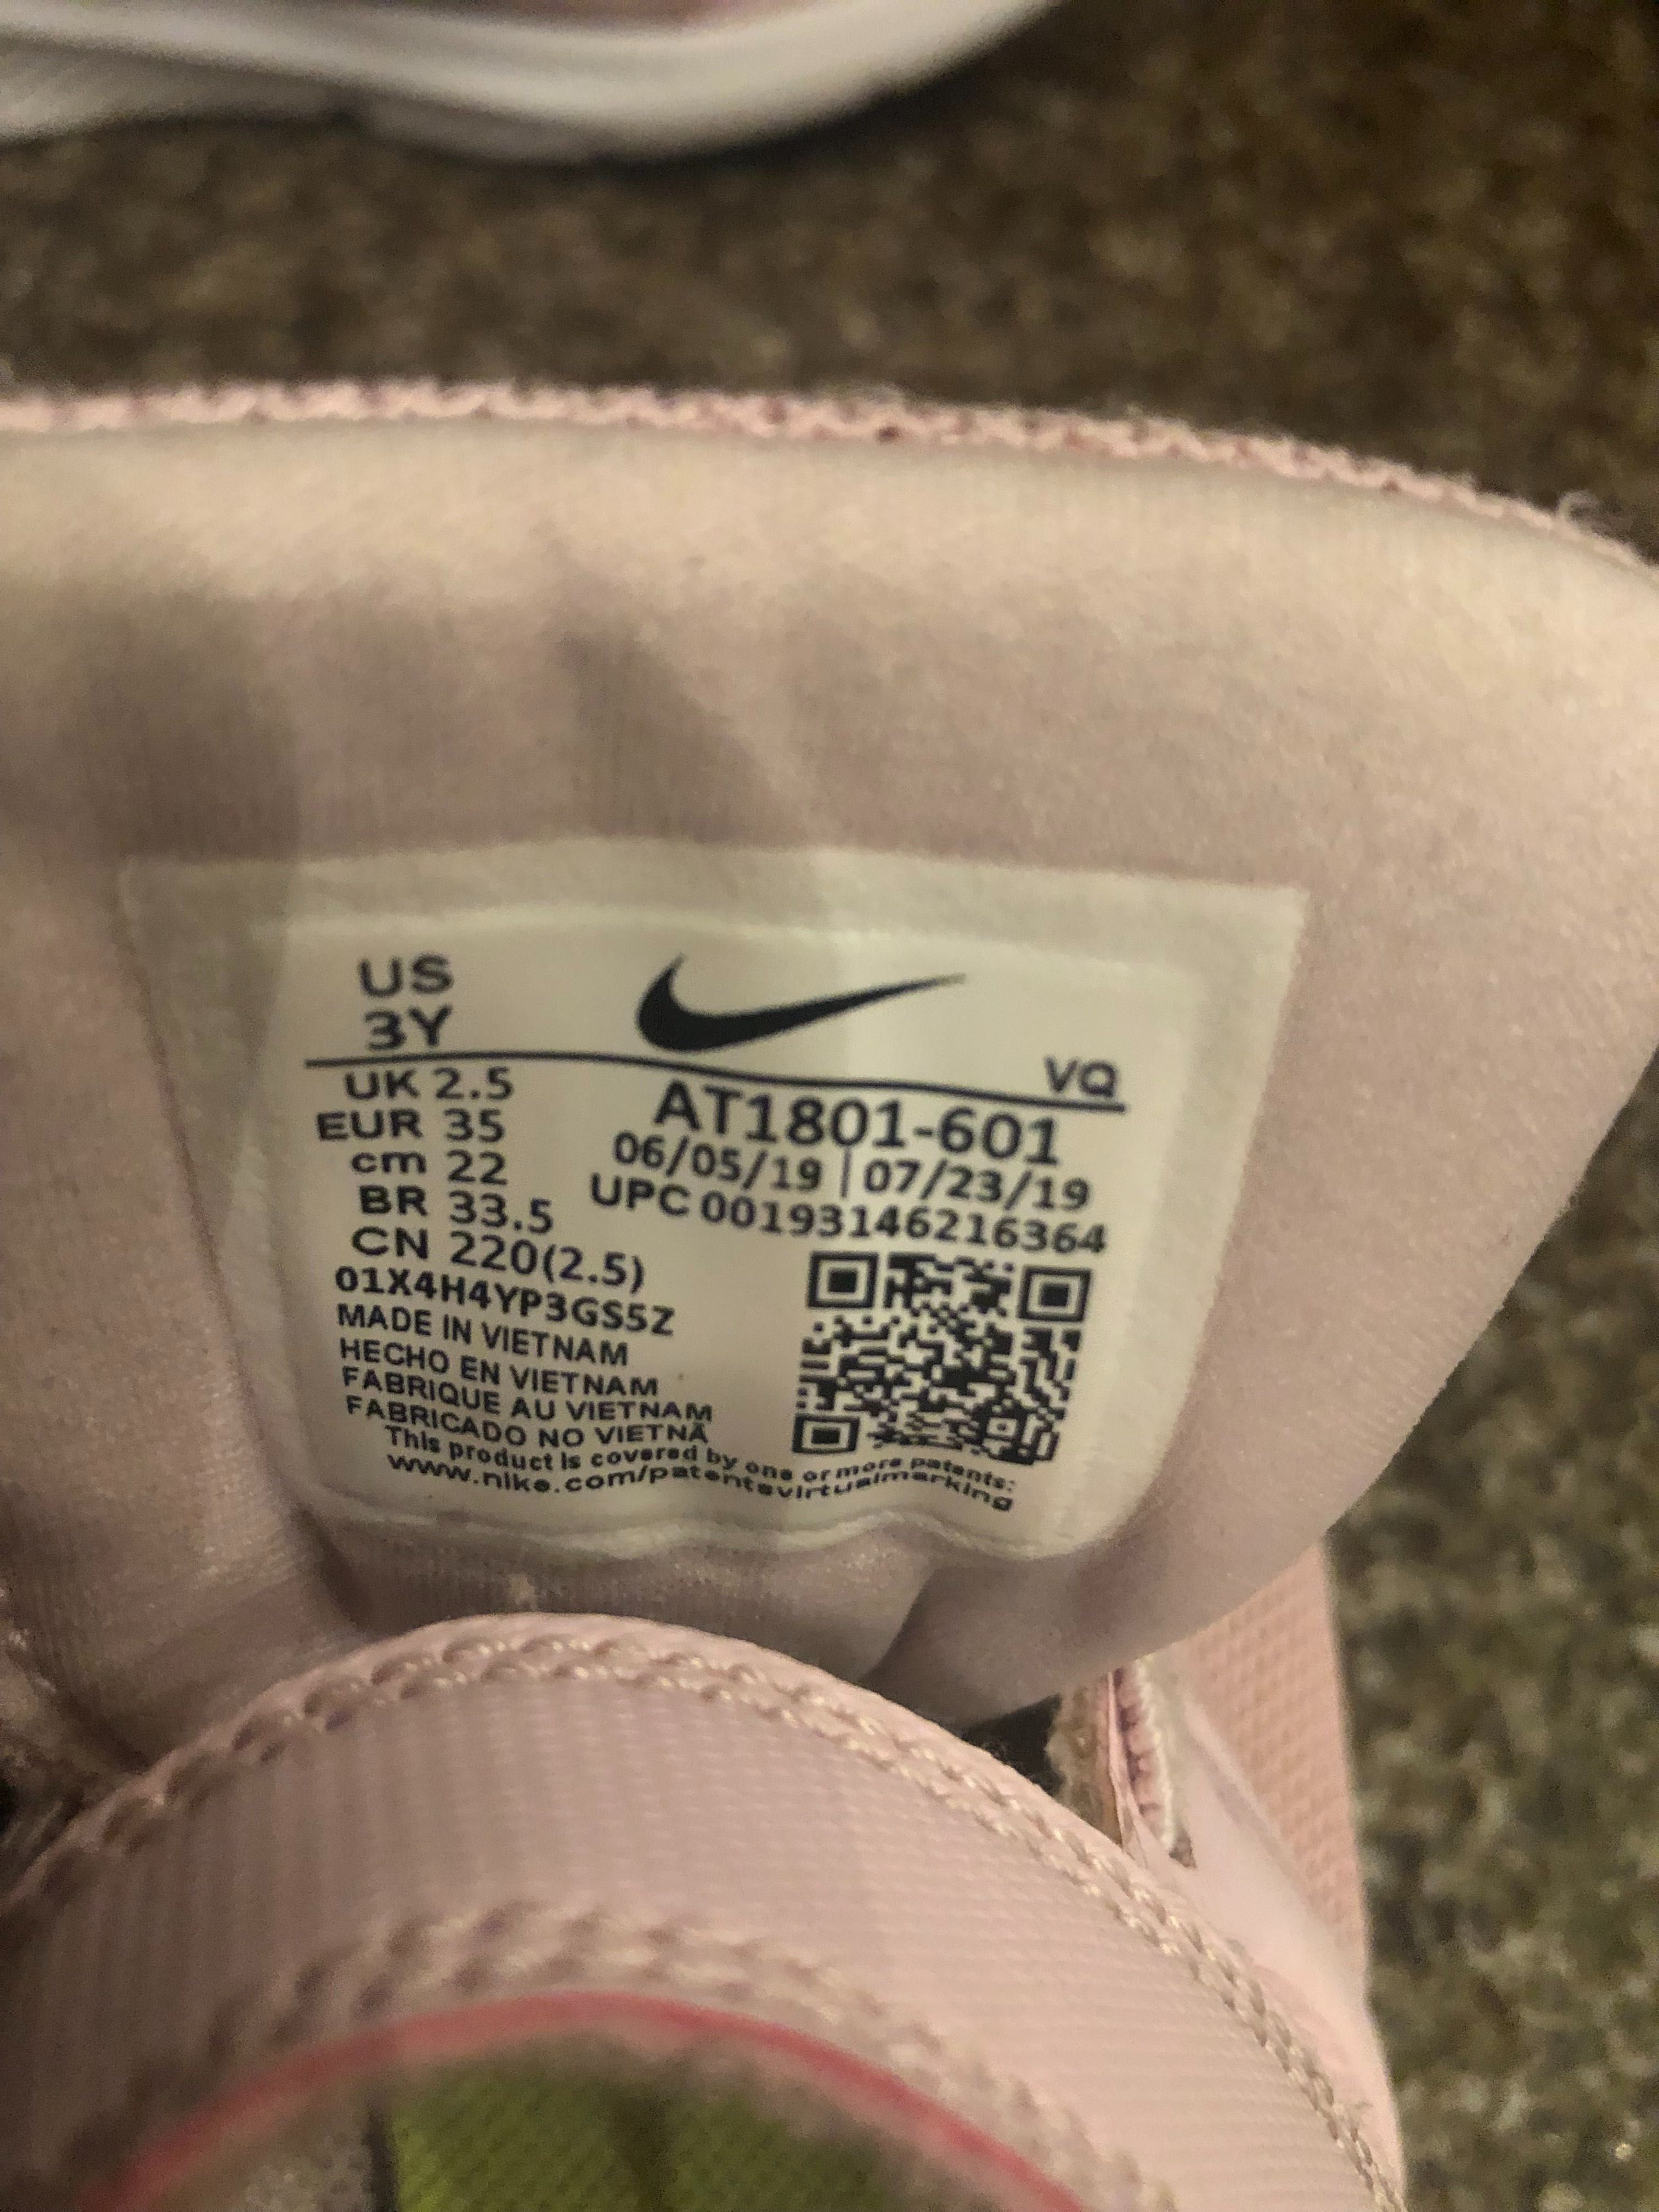 US
3Y
VQ
UK 2.5
EUR 35
cm 22
BR 33.5
CN 220(2.5)
AT1801-601
06/05/19 | 07/23/19
UPC 00193146216364
01X4H4YP3GS5Z
MADE IN VIETNAM
HECHO EN VIETNAM
FABRIQUE AU VIETNAM
FABRICADO NO VIETNÃ
This product is covered by one or more patents:
www.nike.com/patentsvirtualmarking